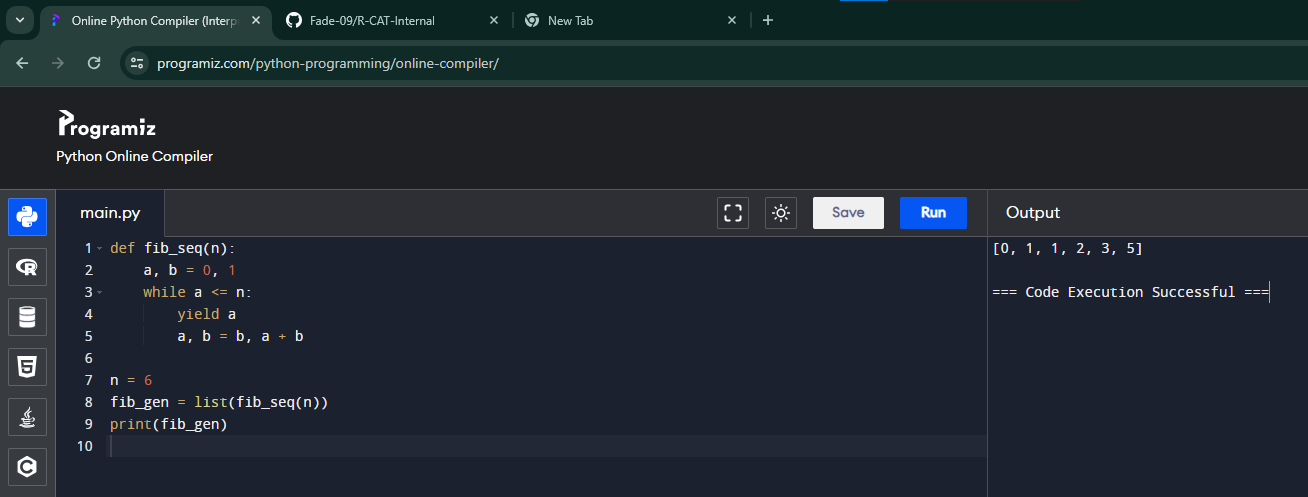 Online Python Compiler (Interp
Fade-09/R-CAT-Internal
New Tab
programiz.com/python-programming/online-compiler/
Programiz
Python Online Compiler
main.py
Save
Run
Output
1 def fib_seq(n):
2     a, b = 0, 1
3     while a <= n:
4         yield a
5         a, b = b, a + b
6
7 n = 6
8 fib_gen = list(fib_seq(n))
9 print(fib_gen)
10
[0, 1, 1, 2, 3, 5]
=== Code Execution Successful ===